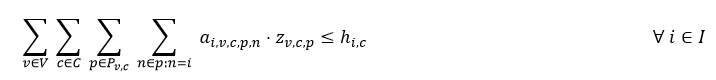 ∑_{v∈V} ∑_{c∈C} ∑_{p∈P_{v,c}} ∑_{n∈p:n=i} a_{i,v,c,p,n} · z_{v,c,p} ≤ h_{i,c} ∀ i ∈ I